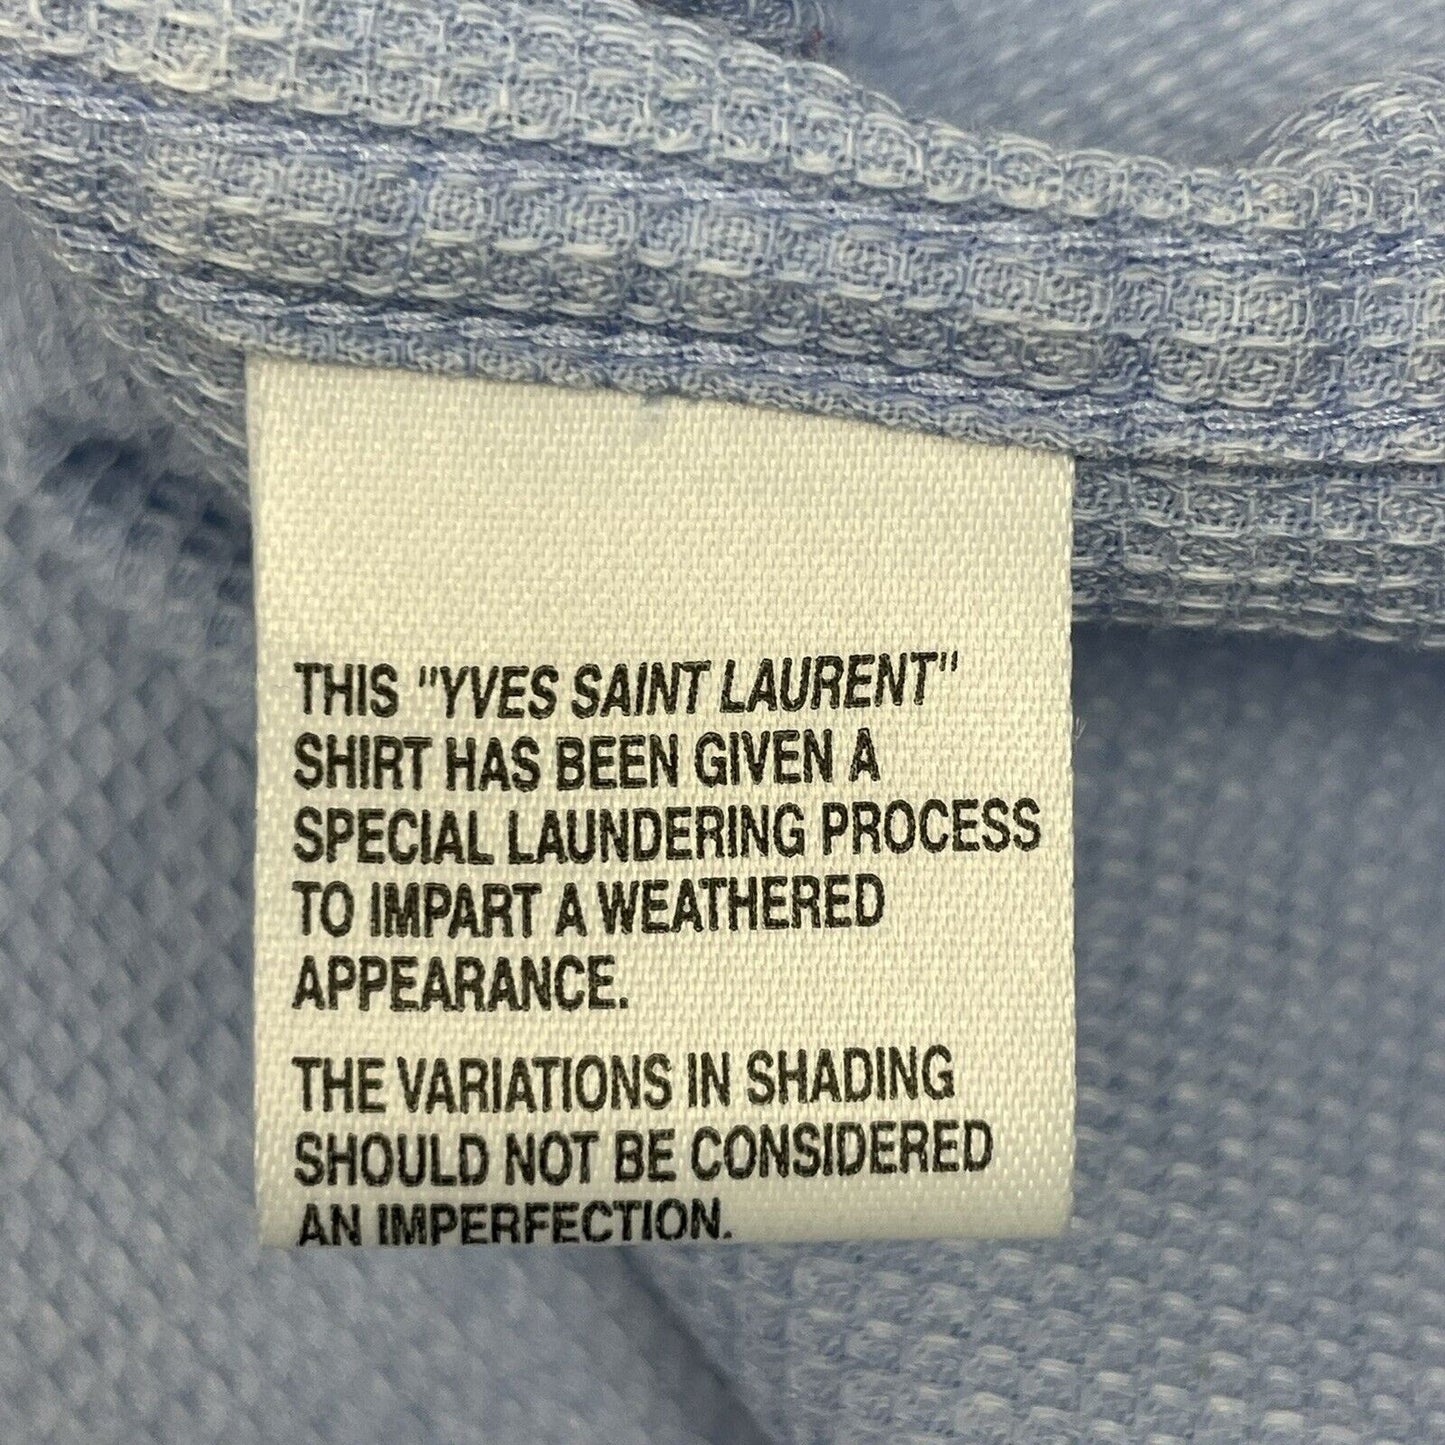 THIS "YVES SAINT LAURENT"
SHIRT HAS BEEN GIVEN A
SPECIAL LAUNDERING PROCESS
TO IMPART A WEATHERED
APPEARANCE.
THE VARIATIONS IN SHADING
SHOULD NOT BE CONSIDERED
AN IMPERFECTION.